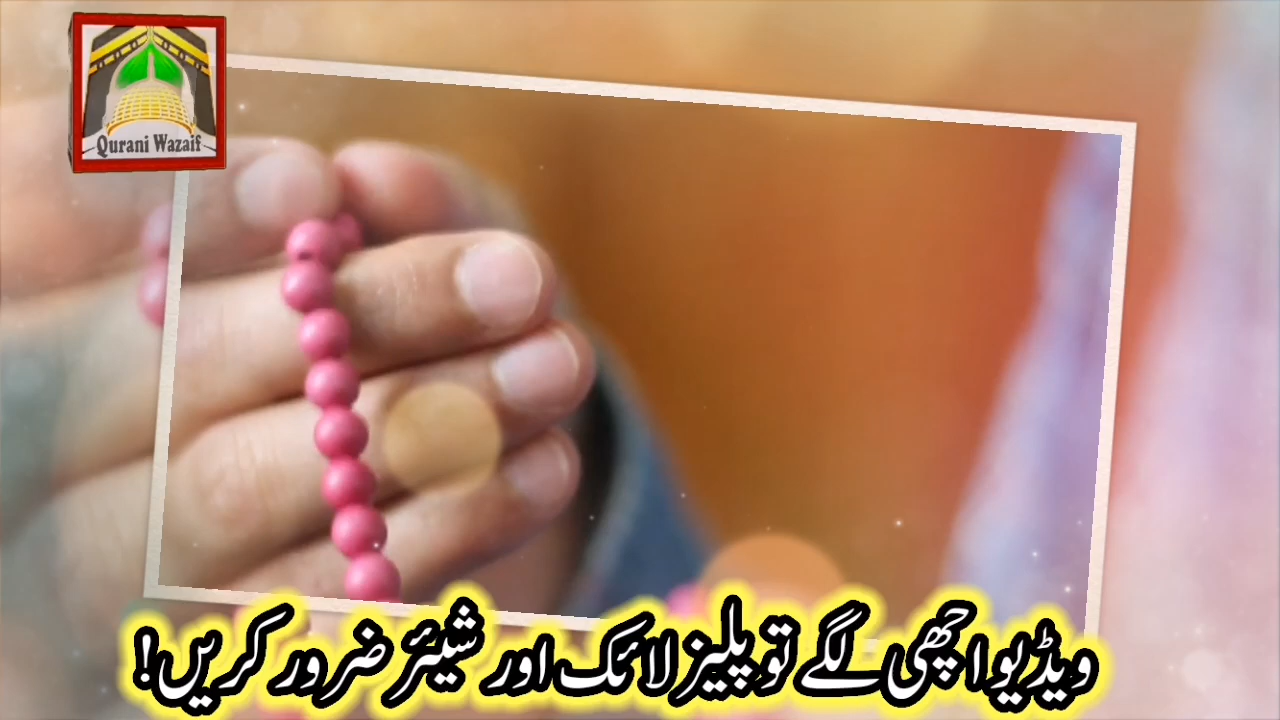 Qurani Wazaif
ویڈیو اچھی لگے تو پلیز لائک اور شیئر ضرور کریں!